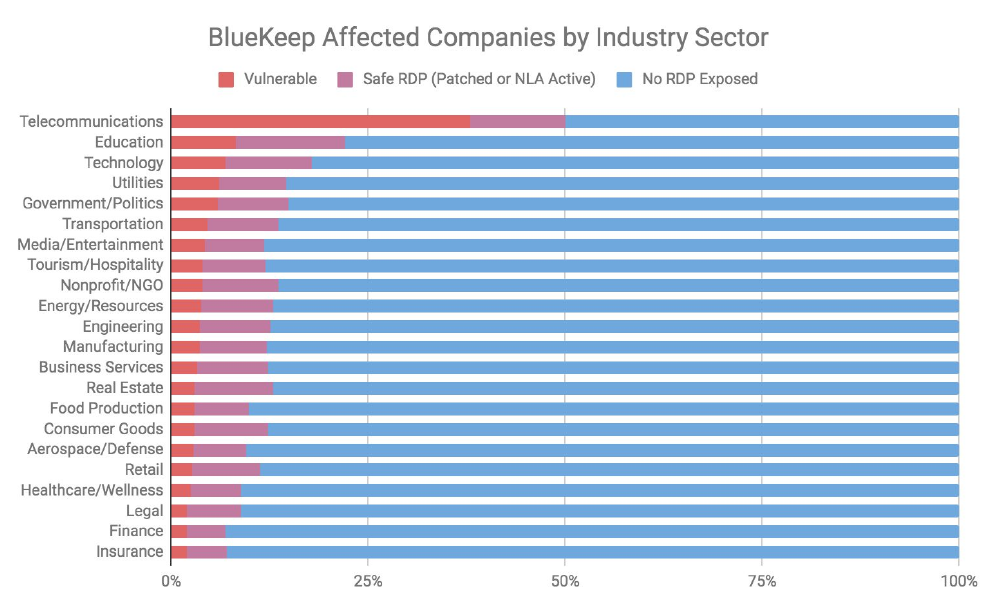 BlueKeep Affected Companies by Industry Sector
Vulnerable Safe RDP (Patched or NLA Active) No RDP Exposed
Telecommunications
Education
Technology
Utilities
Government/Politics
Transportation
Media/Entertainment
Tourism/Hospitality
Nonprofit/NGO
Energy/Resources
Engineering
Manufacturing
Business Services
Real Estate
Food Production
Consumer Goods
Aerospace/Defense
Retail
Healthcare/Wellness
Legal
Finance
Insurance
0% 25% 50% 75% 100%